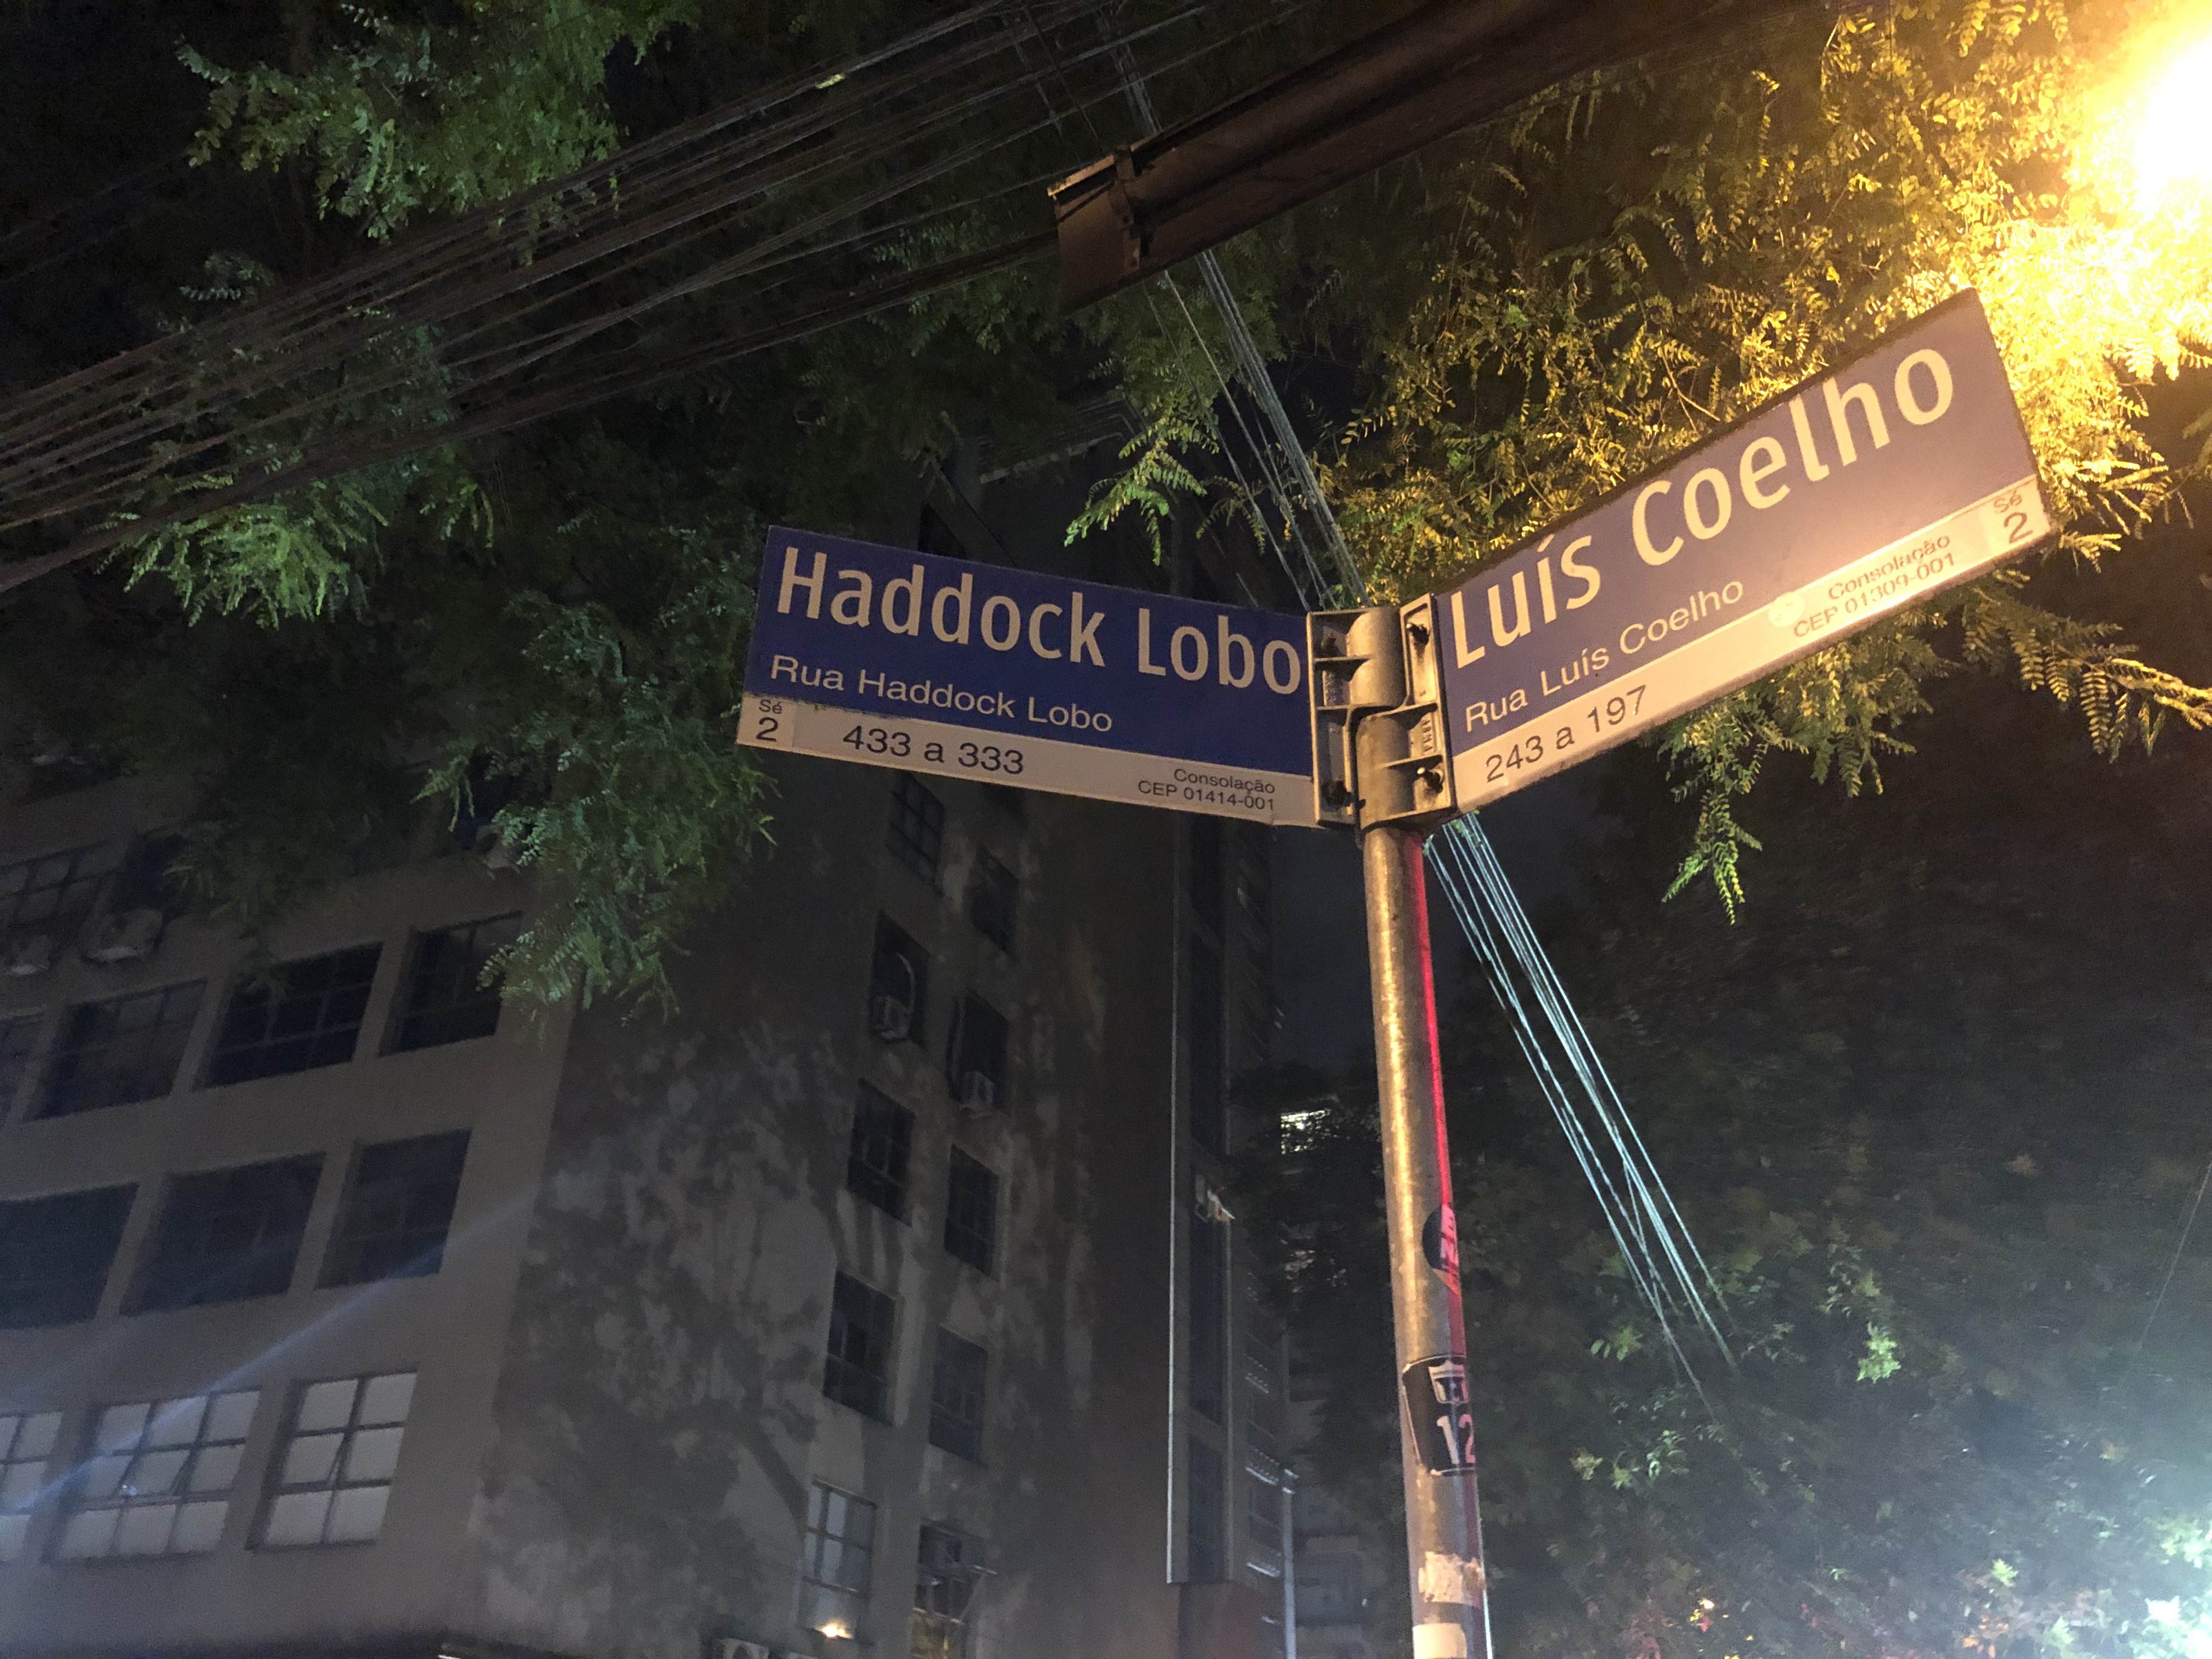 Haddock Lobo
Rua Haddock Lobo
Sé
2
433 a 333
Consolação
CEP 01414-001
Luís Coelho
Rua Luís Coelho
243 a 197
Consolação
CEP 01309-001
Sé
2
12